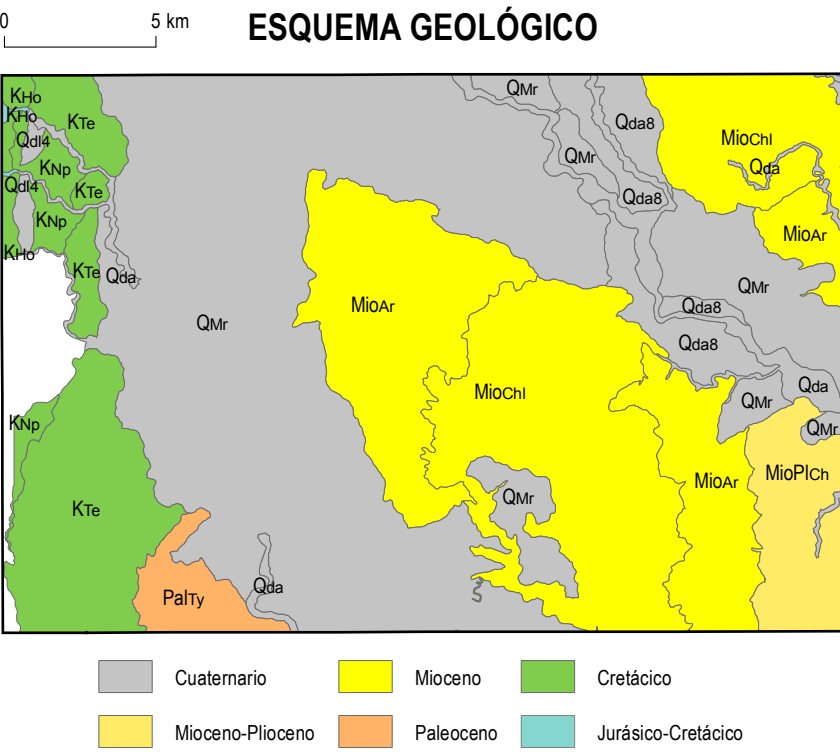 0 5 km
ESQUEMA GEOLÓGICO
KHo
KHo
KTe
Qdl4
KNp
Qdl4
KTe
KNp
KHo
KTe
Qda
QMr
QMr
Qda8
QMr
Qda8
MioChl
Qda
MioAr
QMr
Qda8
Qda8
MioAr
MioChl
Qda
QMr
QMr
KNp
MioAr
MioPlCh
QMr
KTe
Qda
PalTy
Cuaternario
Mioceno
Cretácico
Mioceno-Plioceno
Paleoceno
Jurásico-Cretácico